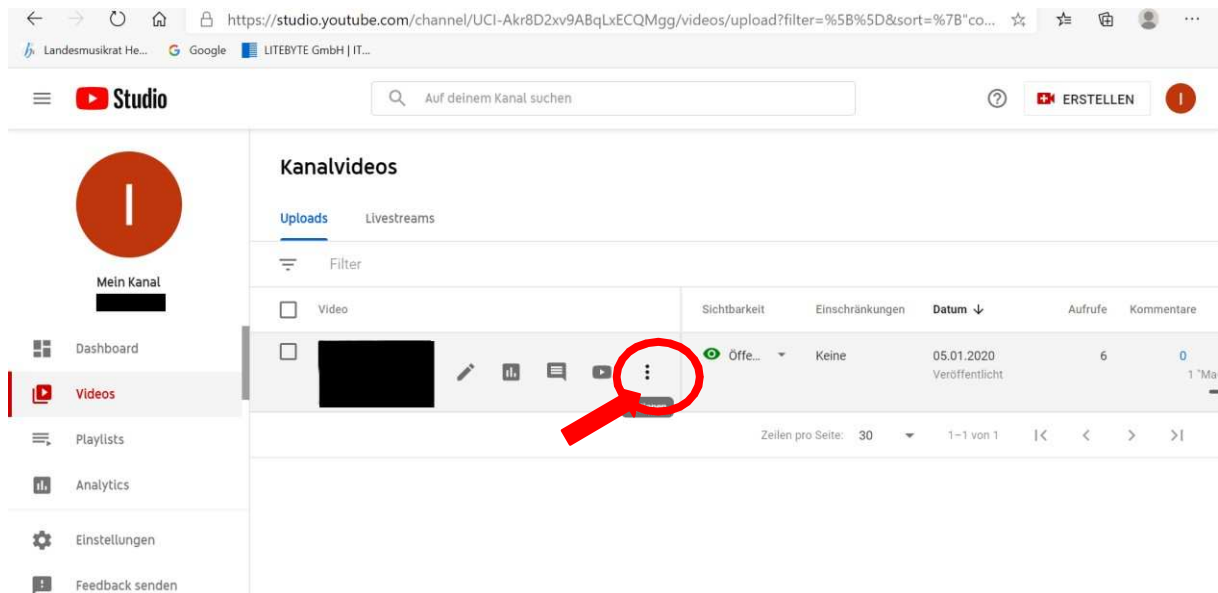 https://studio.youtube.com/channel/UCI-Akr8D2xv9ABqLxECQMgg/videos/upload?filter=%5B%5D&sort=%7B"co...
Landesmusikrat He... Google LITEBYTE GmbH | IT...
Studio Auf deinem Kanal suchen ERSTELLEN I
I
Kanalvideos
Uploads Livestreams
Filter
Mein Kanal
Video Sichtbarkeit Einschränkungen Datum Aufrufe Kommentare
Dashboard
Öffe... Keine 05.01.2020 6 0
Veröffentlicht 1 "Ma
Videos
Playlists
Zeilen pro Seite: 30 1–1 von 1
Analytics
Einstellungen
Feedback senden